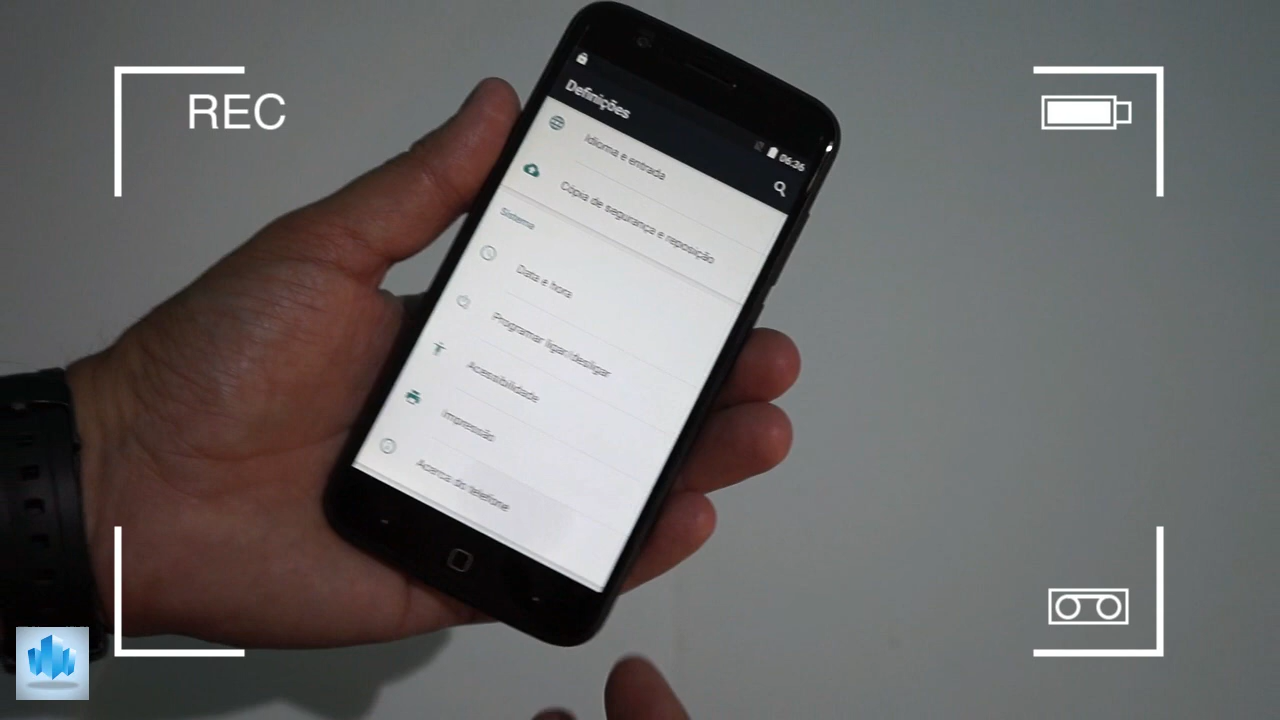 REC
Definições
06:36
Idioma e entrada
Cópia de segurança e reposição
Sistema
Data e hora
Programar ligar/desligar
Acessibilidade
Impressão
Acerca do telefone